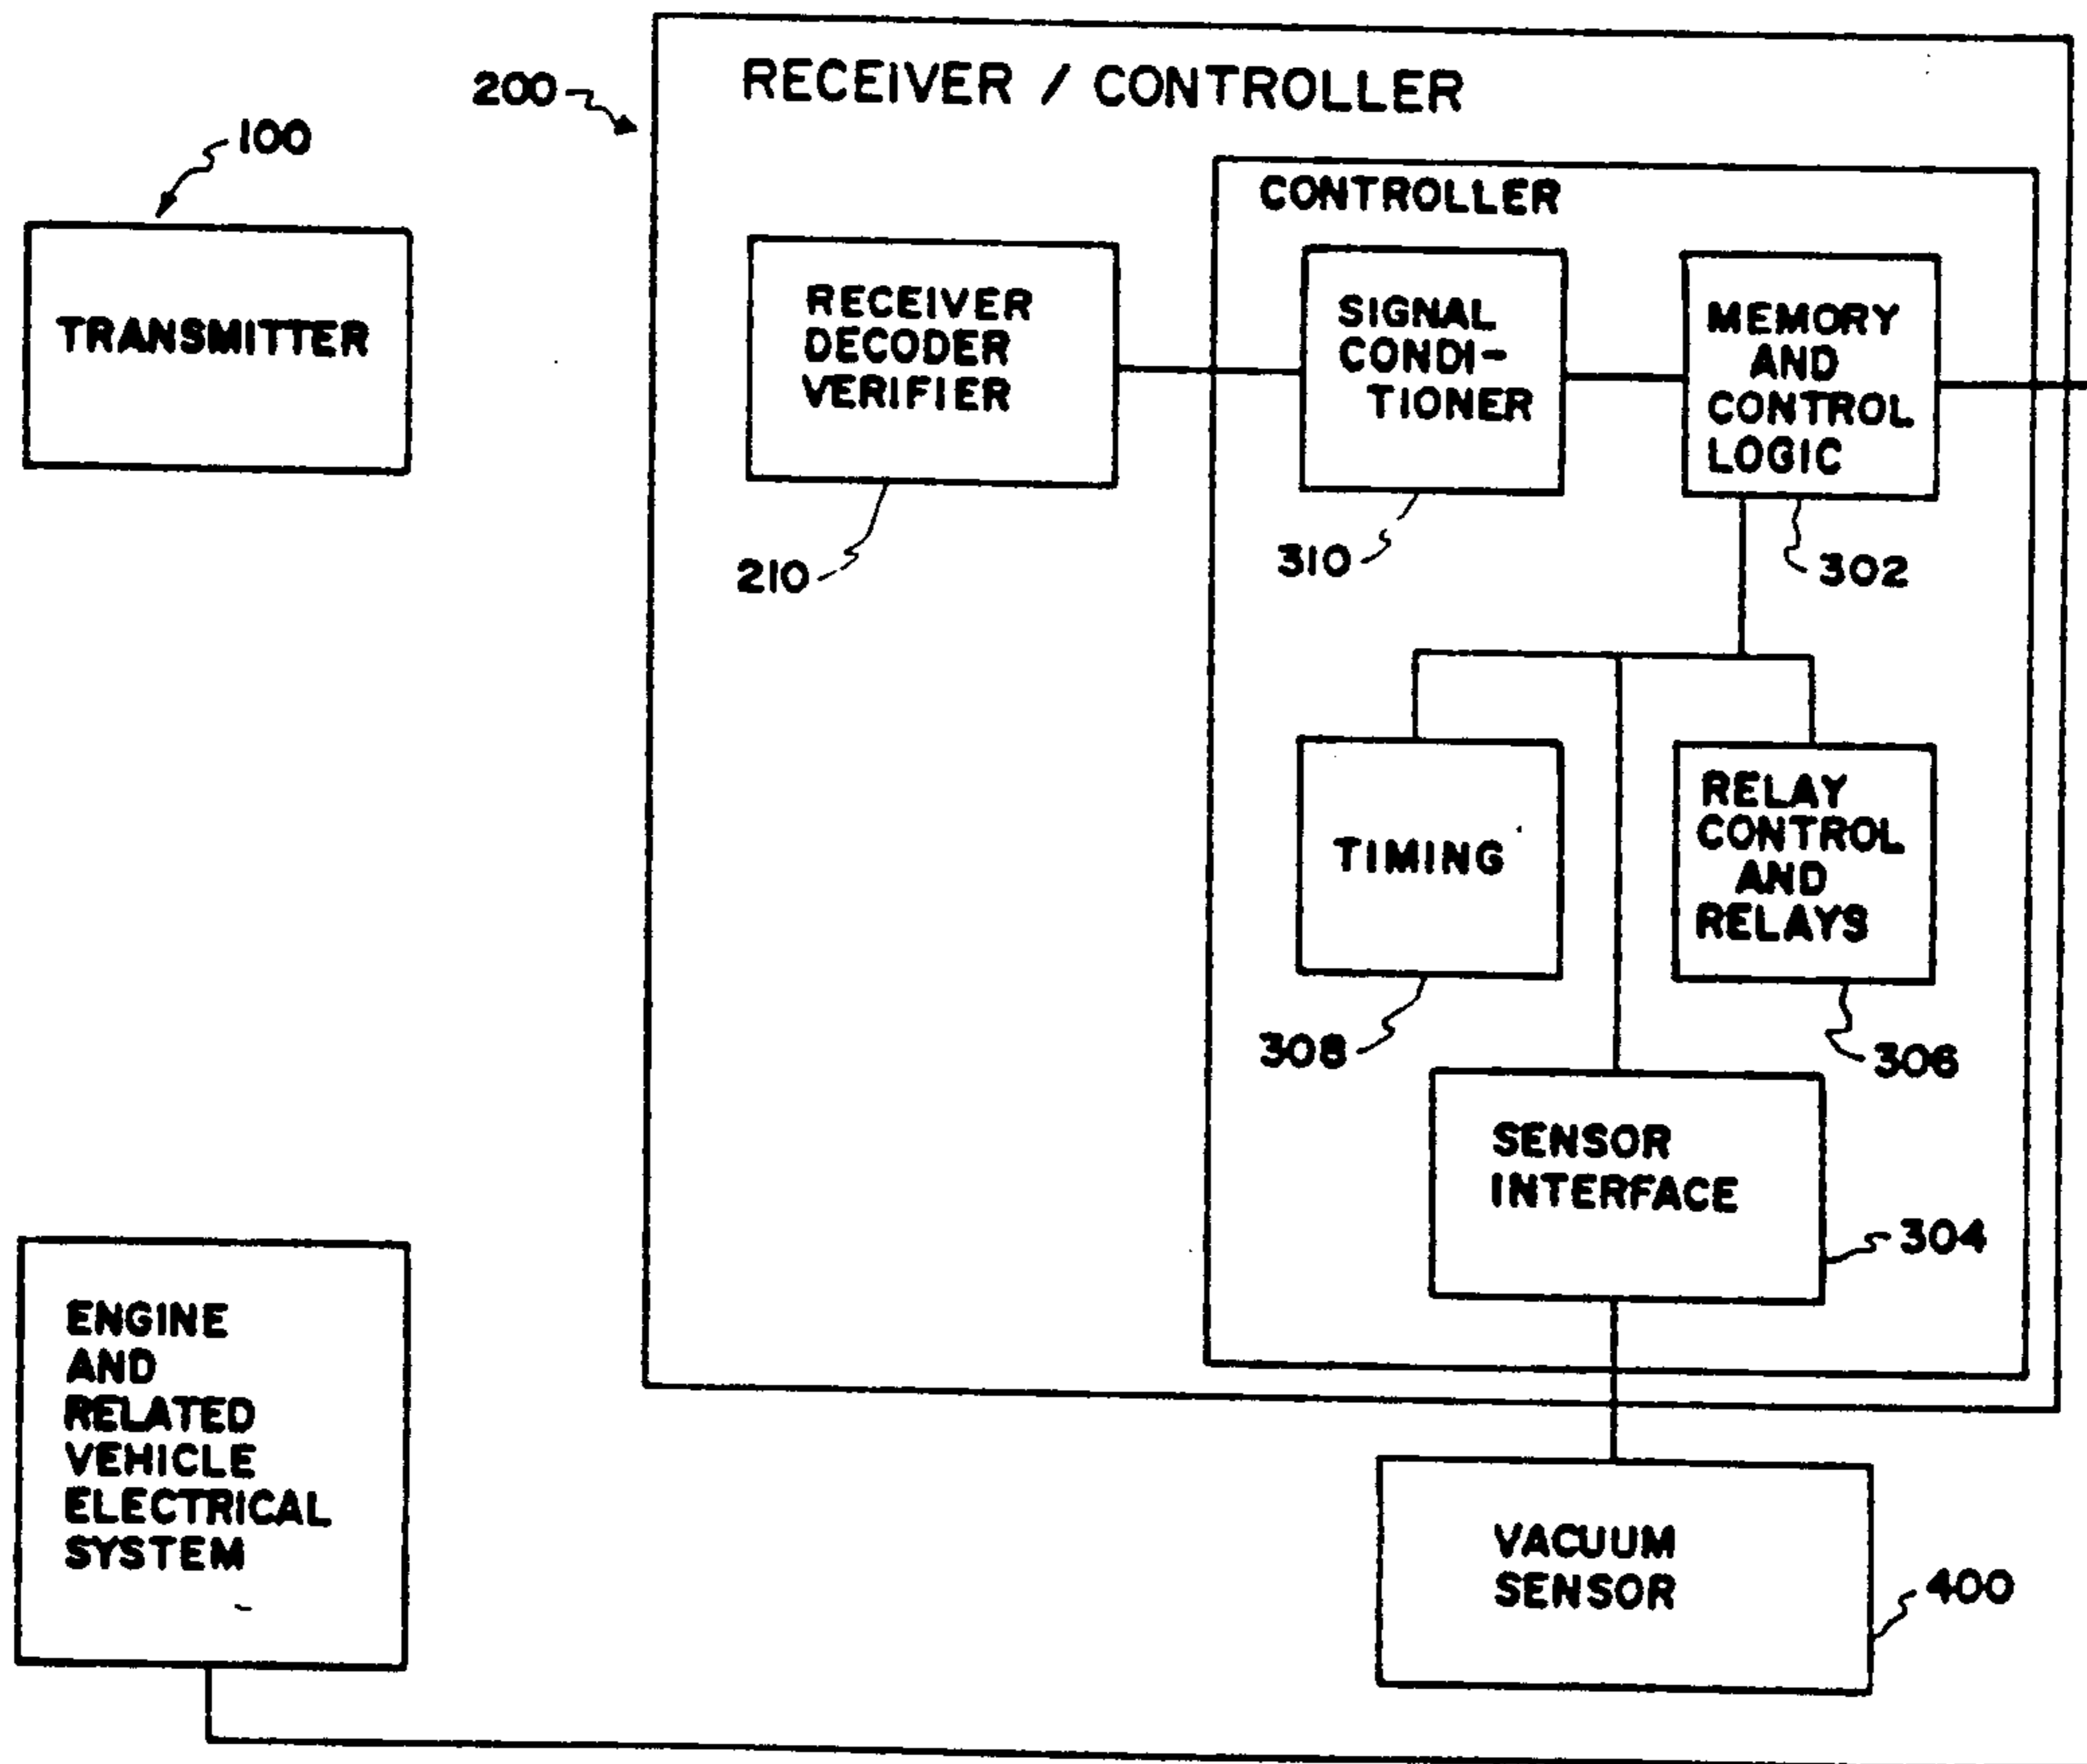 200
RECEIVER / CONTROLLER
100
TRANSMITTER
CONTROLLER
RECEIVER
DECODER
VERIFIER
210
SIGNAL
CONDI-
TIONER
310
MEMORY
AND
CONTROL
LOGIC
302
TIMING
308
RELAY
CONTROL
AND
RELAYS
306
SENSOR
INTERFACE
304
ENGINE
AND
RELATED
VEHICLE
ELECTRICAL
SYSTEM
VACUUM
SENSOR
400